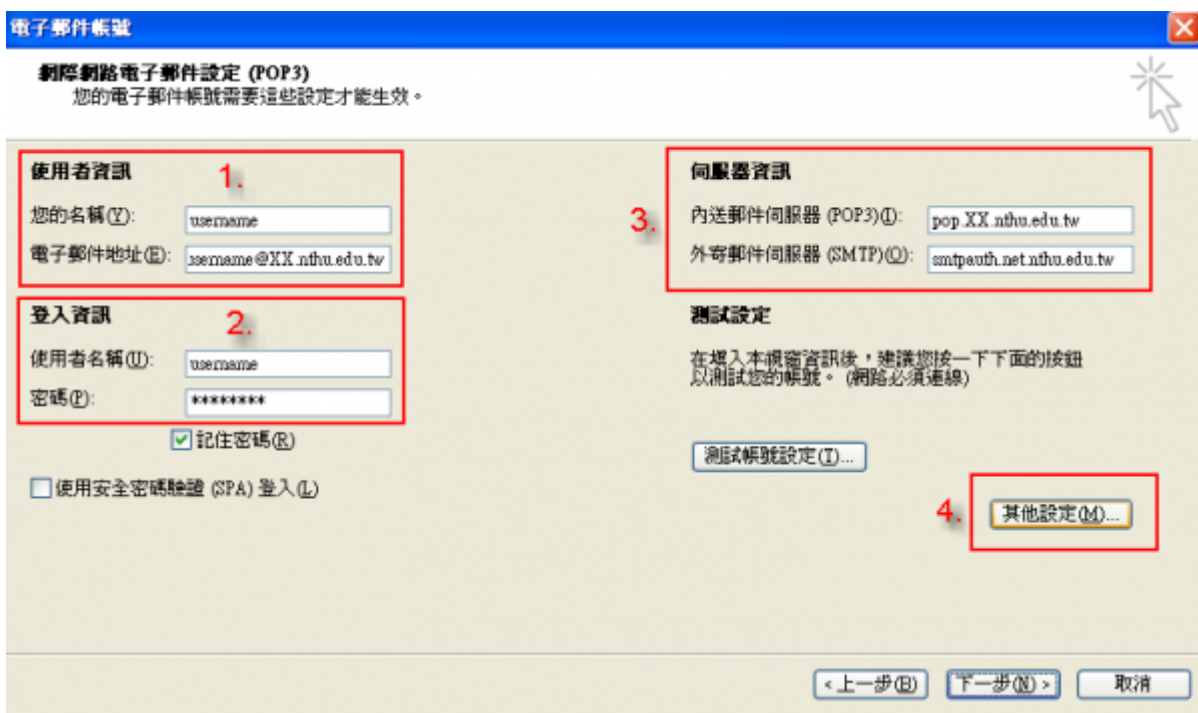 電子郵件帳號
網際網路電子郵件設定 (POP3)
您的電子郵件帳號需要這些設定才能生效。
使用者資訊
1.
您的名稱(Y):
username
電子郵件地址(E):
username@XX.nthu.edu.tw
登入資訊
2.
使用者名稱(U):
username
密碼(P):
********
記住密碼(R)
使用安全密碼驗證 (SPA) 登入(L)
伺服器資訊
3.
內送郵件伺服器 (POP3)(I):
pop.XX.nthu.edu.tw
外寄郵件伺服器 (SMTP)(O):
smtpauth.net.nthu.edu.tw
測試設定
在填入本視窗資訊後，建議您按一下下面的按鈕
以測試您的帳號。 (網路必須連線)
測試帳號設定(T)...
4.
其他設定(M)...
<上一步(B)
下一步(N)>
取消